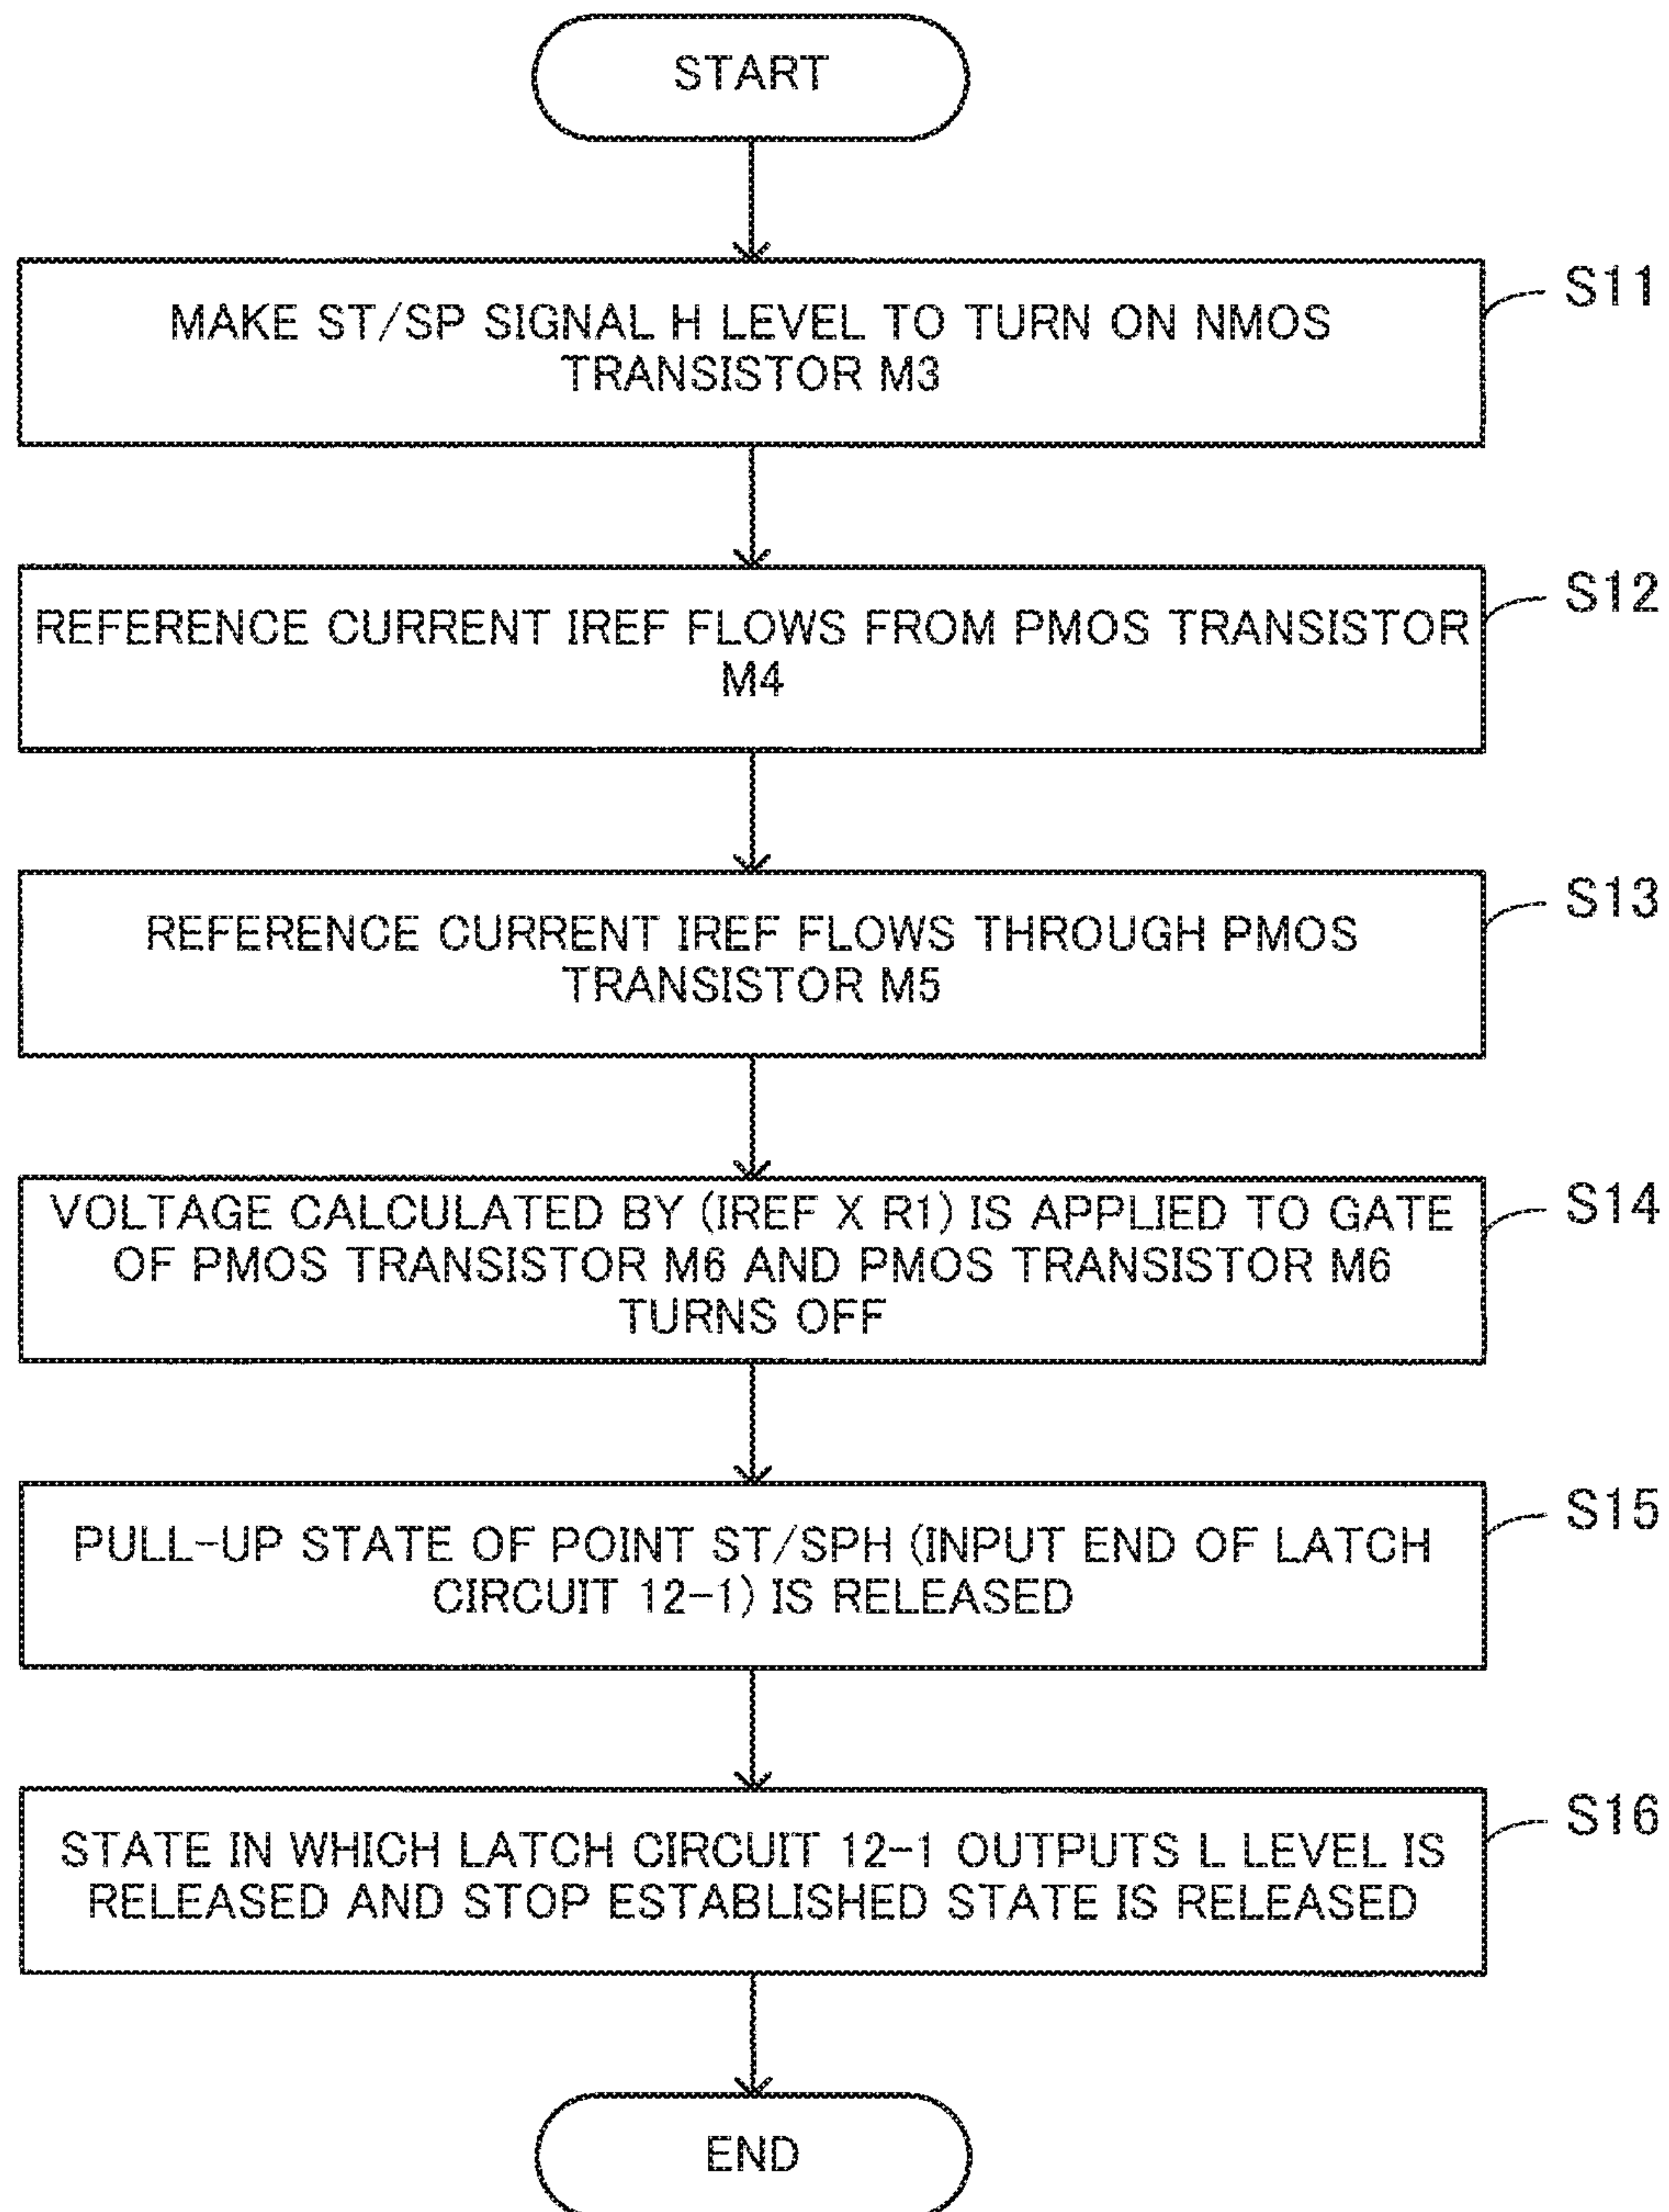 START
S11
MAKE ST/SP SIGNAL H LEVEL TO TURN ON NMOS
TRANSISTOR M3
S12
REFERENCE CURRENT IREF FLOWS FROM PMOS TRANSISTOR
M4
S13
REFERENCE CURRENT IREF FLOWS THROUGH PMOS
TRANSISTOR M5
S14
VOLTAGE CALCULATED BY (IREF X R1) IS APPLIED TO GATE
OF PMOS TRANSISTOR M6 AND PMOS TRANSISTOR M6
TURNS OFF
S15
PULL-UP STATE OF POINT ST/SPH (INPUT END OF LATCH
CIRCUIT 12-1) IS RELEASED
S16
STATE IN WHICH LATCH CIRCUIT 12-1 OUTPUTS L LEVEL IS
RELEASED AND STOP ESTABLISHED STATE IS RELEASED
END